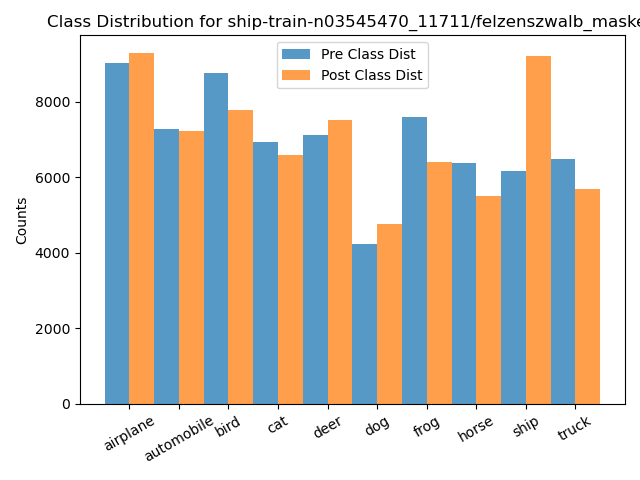 Class Distribution for ship-train-n03545470_11711/felzenszwalb_maske
Pre Class Dist
Post Class Dist
Counts
8000
6000
4000
2000
0
airplane
automobile
bird
cat
deer
dog
frog
horse
ship
truck